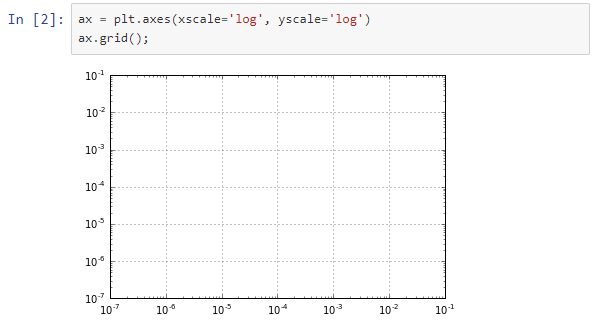 In [2]: ax = plt.axes(xscale='log', yscale='log')
ax.grid();
10⁻¹
10⁻²
10⁻³
10⁻⁴
10⁻⁵
10⁻⁶
10⁻⁷
10⁻⁷ 10⁻⁶ 10⁻⁵ 10⁻⁴ 10⁻³ 10⁻² 10⁻¹